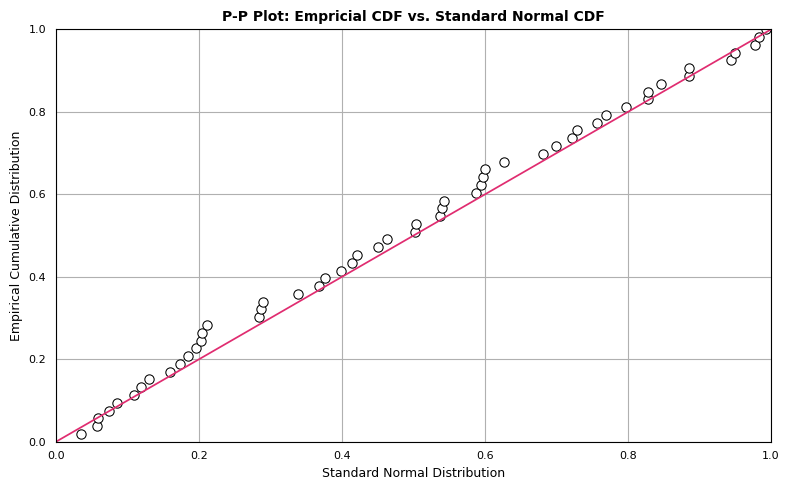 P-P Plot: Empricial CDF vs. Standard Normal CDF
1.0
0.8
0.6
0.4
0.2
0.0
Empirical Cumulative Distribution
0.0 0.2 0.4 0.6 0.8 1.0
Standard Normal Distribution